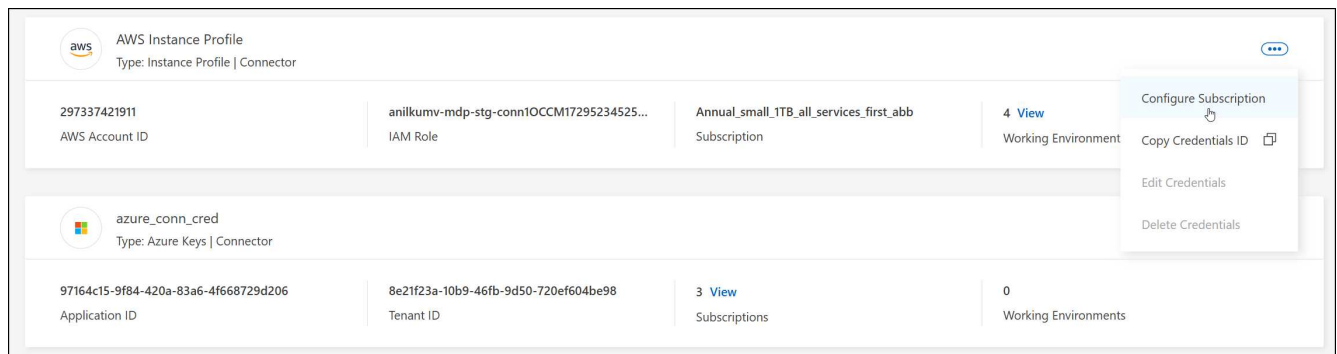 aws
AWS Instance Profile
Type: Instance Profile | Connector
297337421911
AWS Account ID
anilkumv-mdp-stg-conn1OCCM17295234525...
IAM Role
Annual_small_1TB_all_services_first_abb
Subscription
4 View
Working Environment
Configure Subscription
Copy Credentials ID
Edit Credentials
Delete Credentials
azure_conn_cred
Type: Azure Keys | Connector
97164c15-9f84-420a-83a6-4f668729d206
Application ID
8e21f23a-10b9-46fb-9d50-720ef604be98
Tenant ID
3 View
Subscriptions
0
Working Environments